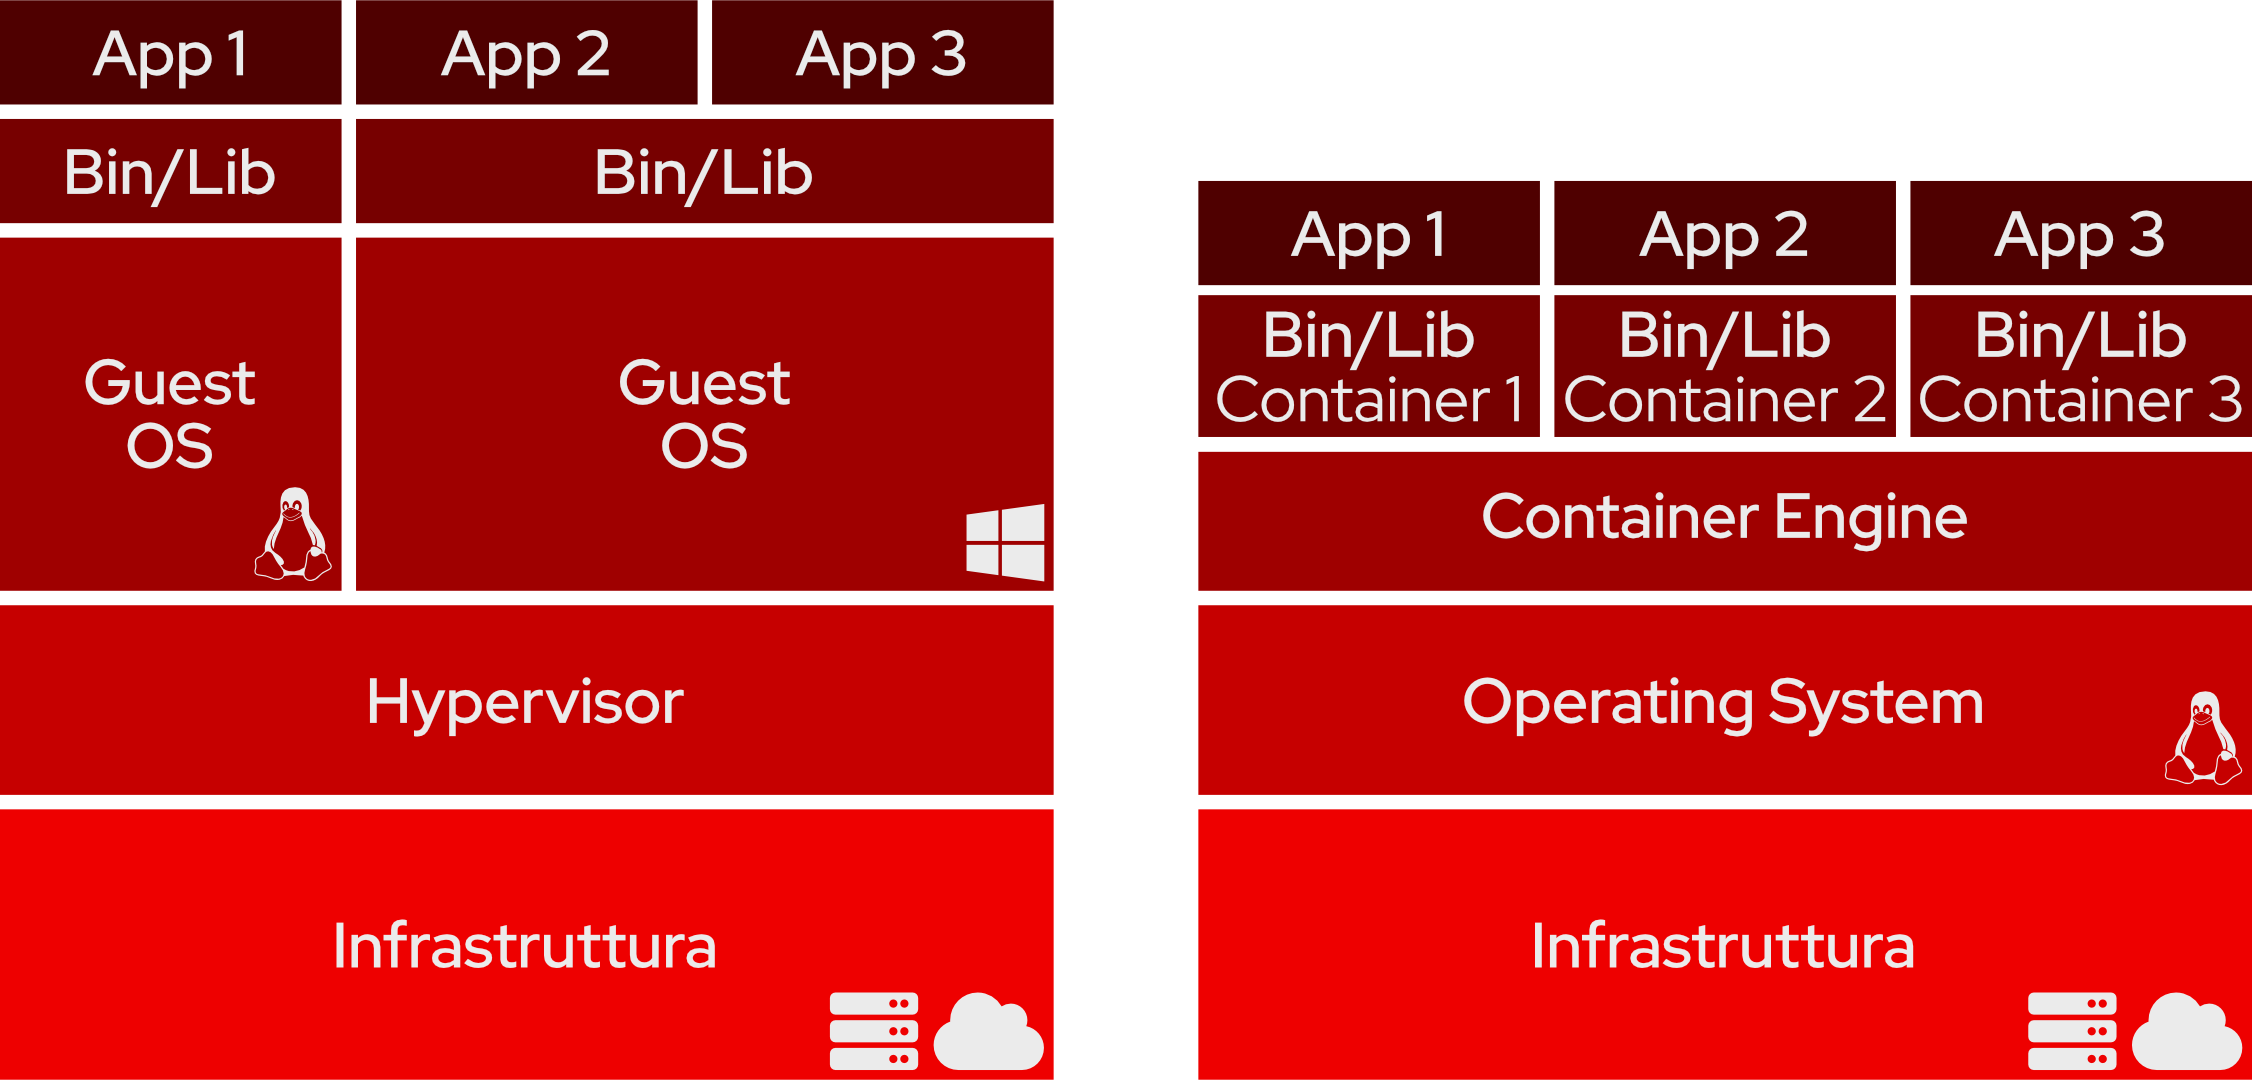 App 1
App 2
App 3
Bin/Lib
Bin/Lib
Guest
OS
Guest
OS
Hypervisor
Infrastruttura
App 1
App 2
App 3
Bin/Lib
Container 1
Bin/Lib
Container 2
Bin/Lib
Container 3
Container Engine
Operating System
Infrastruttura